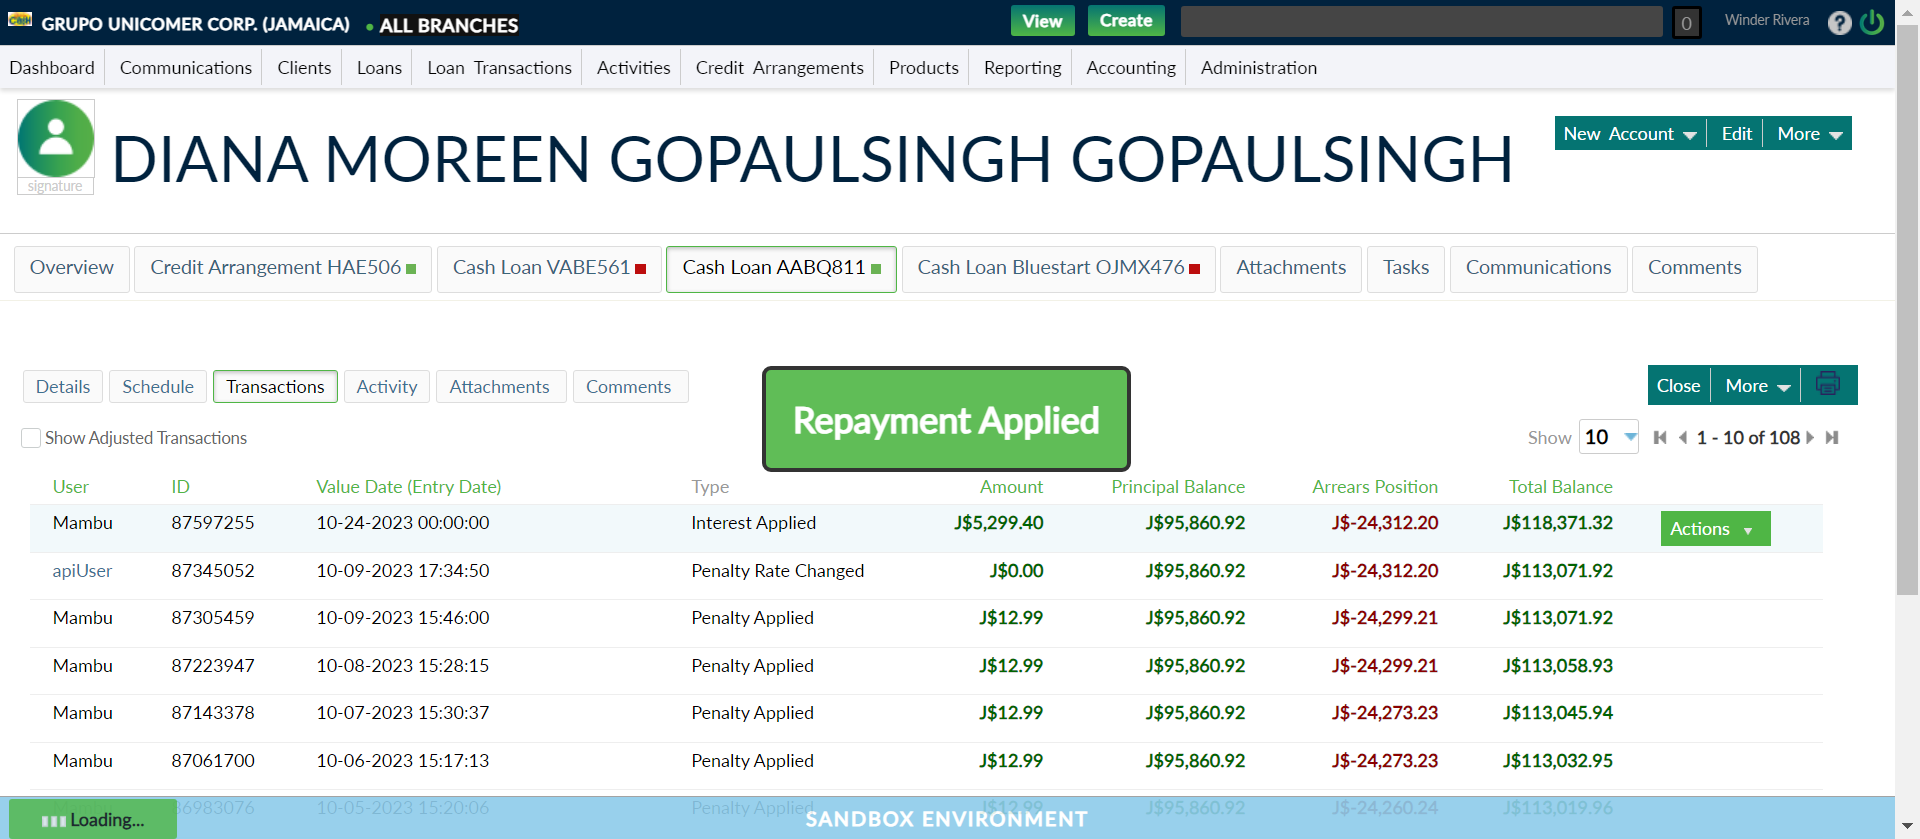 GRUPO UNICOMER CORP. (JAMAICA) • ALL BRANCHES View Create 0 Winder Rivera ?
Dashboard Communications Clients Loans Loan Transactions Activities Credit Arrangements Products Reporting Accounting Administration
signature
DIANA MOREEN GOPAULSINGH GOPAULSINGH
New Account Edit More
Overview Credit Arrangement HAE506 Cash Loan VABE561 Cash Loan AABQ811 Cash Loan Bluestart OJMX476 Attachments Tasks Communications Comments
Details Schedule Transactions Activity Attachments Comments
Close More
Repayment Applied
Show Adjusted Transactions
Show 10 1 - 10 of 108
User ID Value Date (Entry Date) Type Amount Principal Balance Arrears Position Total Balance
Mambu 87597255 10-24-2023 00:00:00 Interest Applied J$5,299.40 J$95,860.92 J$-24,312.20 J$118,371.32 Actions
apiUser 87345052 10-09-2023 17:34:50 Penalty Rate Changed J$0.00 J$95,860.92 J$-24,312.20 J$113,071.92
Mambu 87305459 10-09-2023 15:46:00 Penalty Applied J$12.99 J$95,860.92 J$-24,299.21 J$113,071.92
Mambu 87223947 10-08-2023 15:28:15 Penalty Applied J$12.99 J$95,860.92 J$-24,299.21 J$113,058.93
Mambu 87143378 10-07-2023 15:30:37 Penalty Applied J$12.99 J$95,860.92 J$-24,273.23 J$113,045.94
Mambu 87061700 10-06-2023 15:17:13 Penalty Applied J$12.99 J$95,860.92 J$-24,273.23 J$113,032.95
Mambu 86983076 10-05-2023 15:20:06 Penalty Applied J$12.99 J$95,860.92 J$-24,260.24 J$113,019.96
Loading... SANDBOX ENVIRONMENT